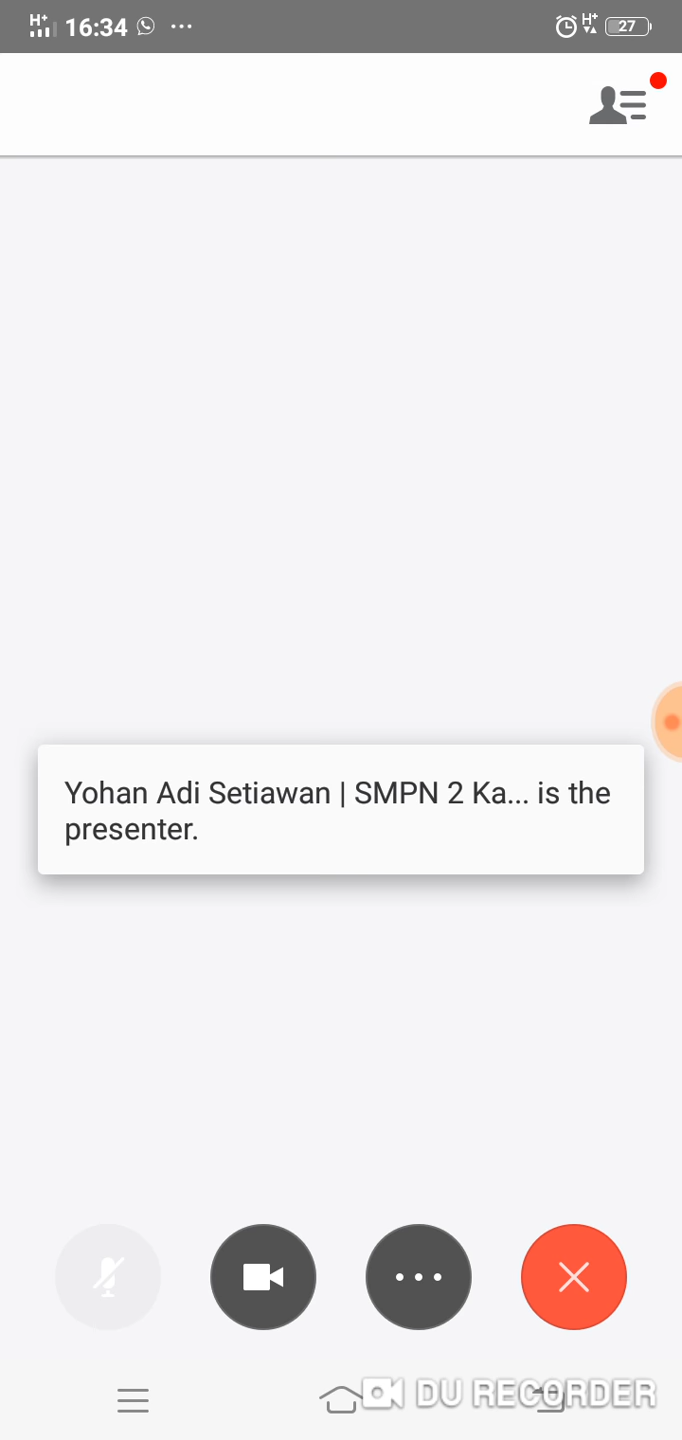 H+ 16:34 ... H+ 27
Yohan Adi Setiawan | SMPN 2 Ka... is the
presenter.
DU RECORDER